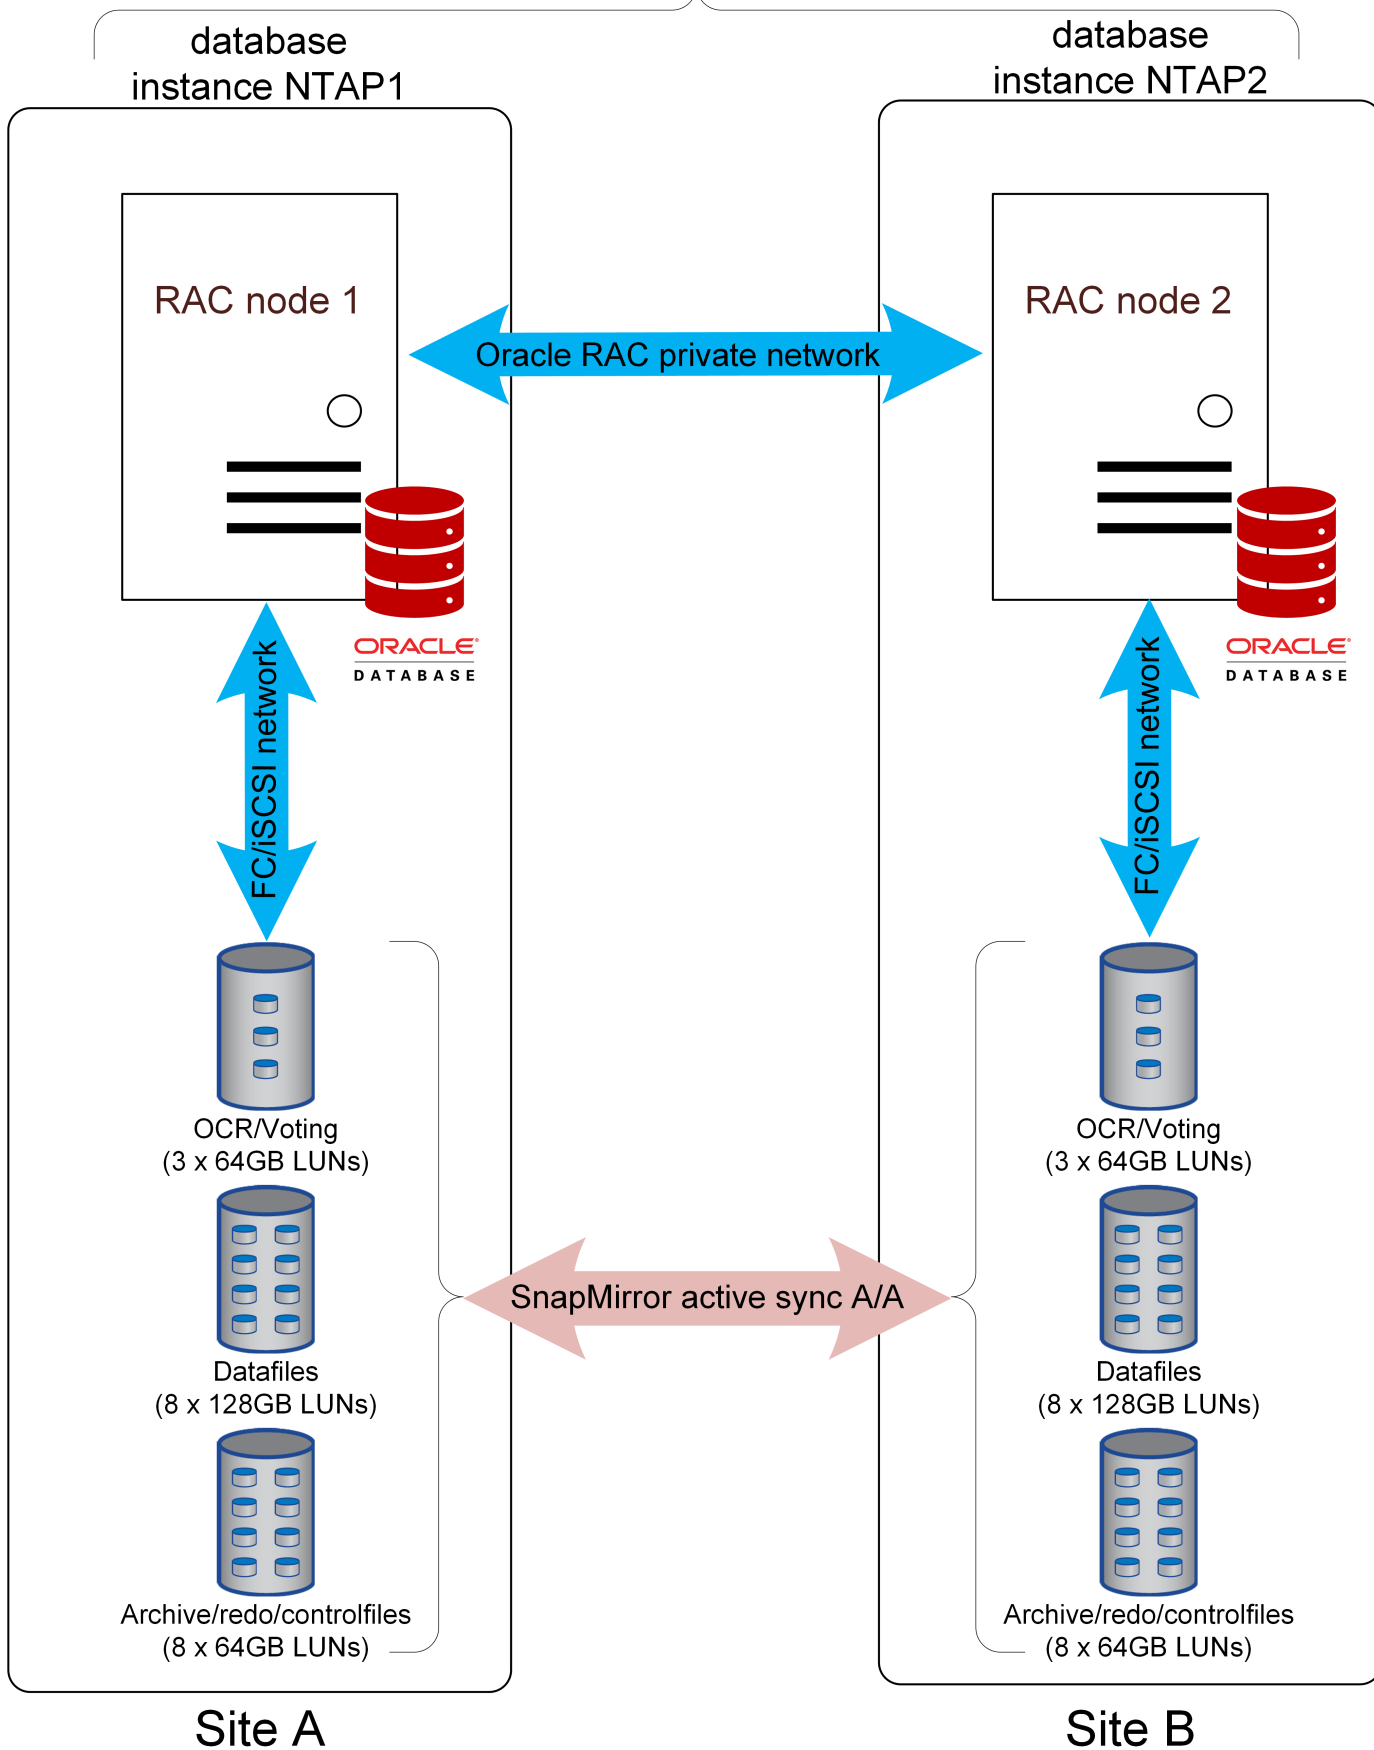 database
instance NTAP1
database
instance NTAP2
RAC node 1
RAC node 2
Oracle RAC private network
ORACLE®
DATABASE
ORACLE®
DATABASE
FC/iSCSI network
FC/iSCSI network
OCR/Voting
(3 x 64GB LUNs)
OCR/Voting
(3 x 64GB LUNs)
SnapMirror active sync A/A
Datafiles
(8 x 128GB LUNs)
Datafiles
(8 x 128GB LUNs)
Archive/redo/controlfiles
(8 x 64GB LUNs)
Archive/redo/controlfiles
(8 x 64GB LUNs)
Site A
Site B